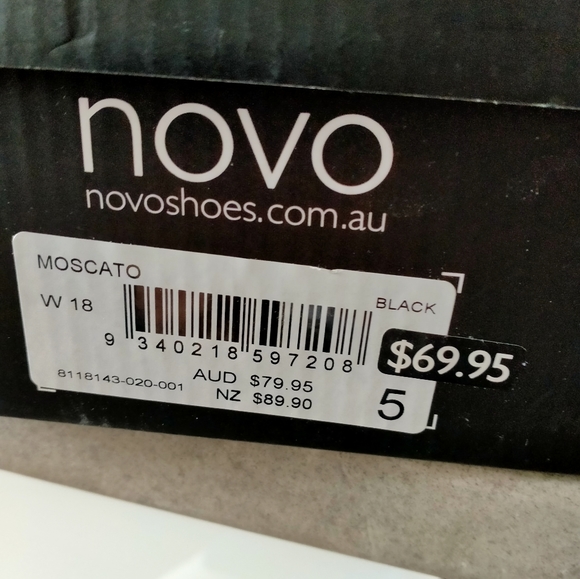 novo
novoshoes.com.au
MOSCATO
W 18
BLACK
9 340218 597208
$69.95
8118143-020-001
AUD $79.95
NZ $89.90
5